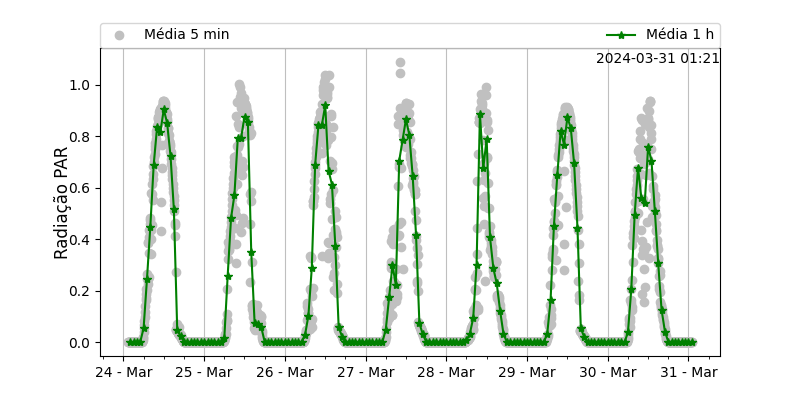 Média 5 min
Média 1 h
2024-03-31 01:21
Radiação PAR
1.0
0.8
0.6
0.4
0.2
0.0
24 - Mar
25 - Mar
26 - Mar
27 - Mar
28 - Mar
29 - Mar
30 - Mar
31 - Mar